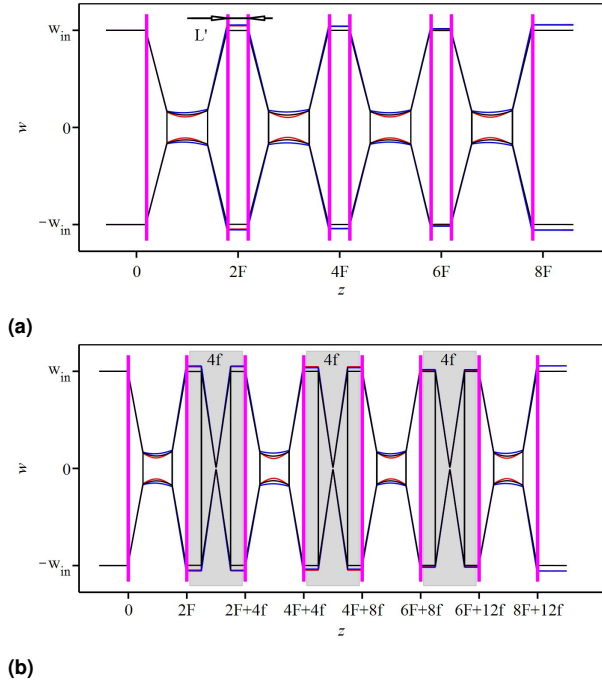 w_in
L'
0
w
−w_in
0 2F 4F 6F 8F
z
(a)
4f 4f 4f
w_in
0
w
−w_in
0 2F 2F+4f 4F+4f 4F+8f 6F+8f 6F+12f 8F+12f
z
(b)